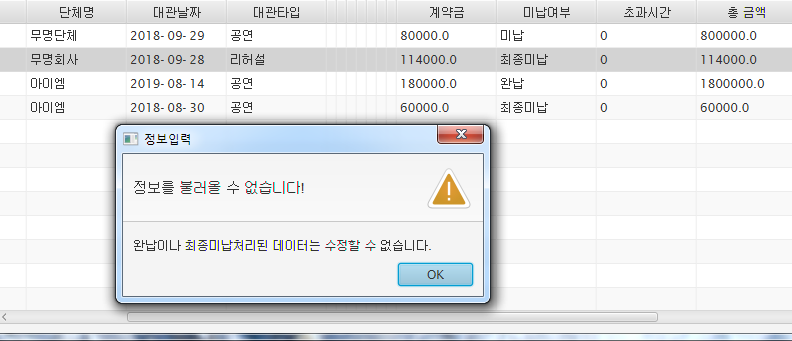 단체명 대관날짜 대관타입 계약금 미납여부 초과시간 총 금액
무명단체 2018- 09- 29 공연 80000.0 미납 0 800000.0
무명회사 2018- 09- 28 리허설 114000.0 최종미납 0 114000.0
아이엠 2019- 08- 14 공연 180000.0 완납 0 1800000.0
아이엠 2018- 08- 30 공연 60000.0 최종미납 0 60000.0
정보입력
정보를 불러올 수 없습니다!
완납이나 최종미납처리된 데이터는 수정할 수 없습니다.
OK